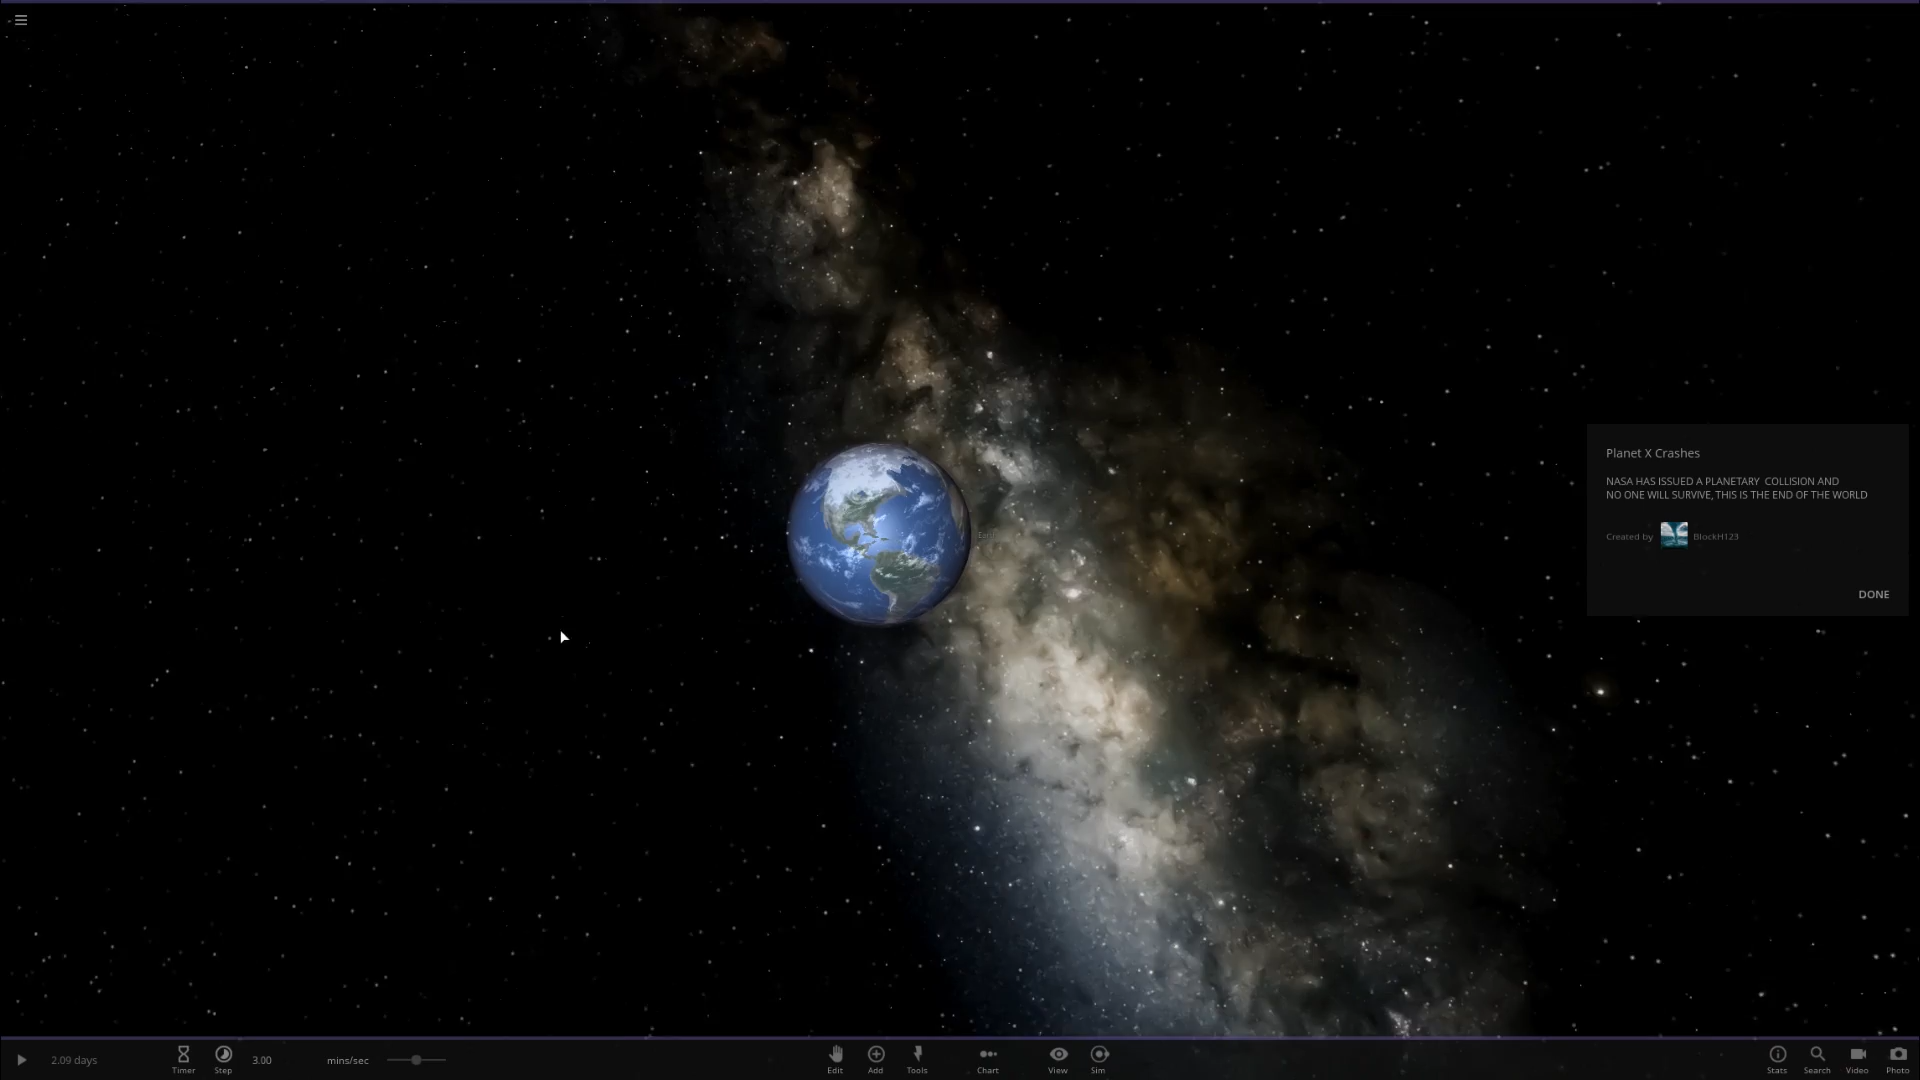 Earth
Planet X Crashes
NASA HAS ISSUED A PLANETARY  COLLISION AND
NO ONE WILL SURVIVE, THIS IS THE END OF THE WORLD
Created by BlockH123
DONE
2.09 days
Timer
Step
3.00
mins/sec
Edit
Add
Tools
Chart
View
Sim
Stats
Search
Video
Photo